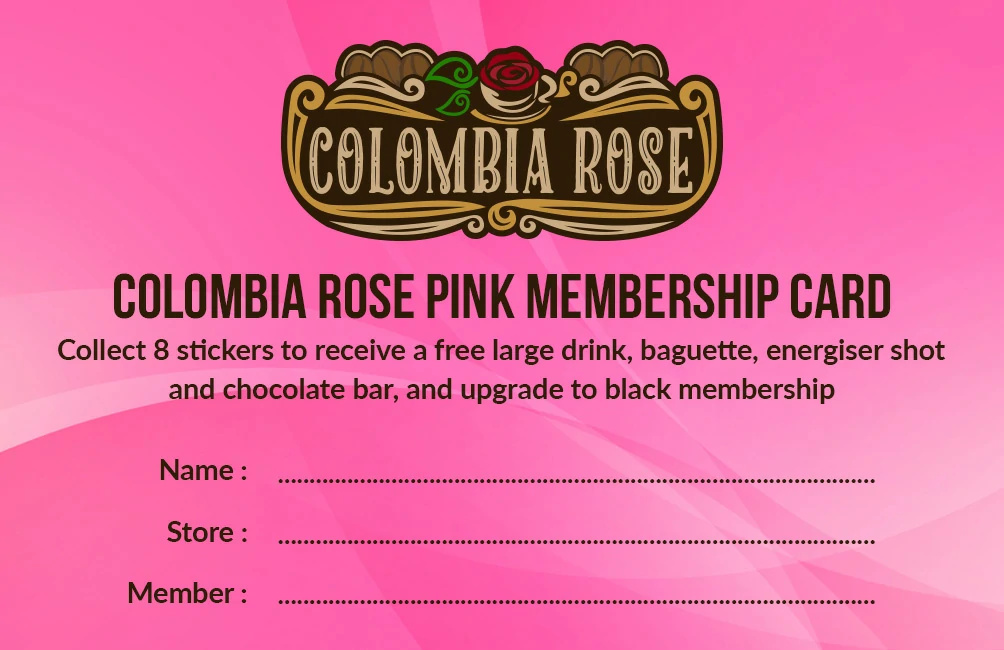 COLOMBIA ROSE
COLOMBIA ROSE PINK MEMBERSHIP CARD
Collect 8 stickers to receive a free large drink, baguette, energiser shot
and chocolate bar, and upgrade to black membership
Name : ....................................................................................................
Store : ....................................................................................................
Member : ....................................................................................................